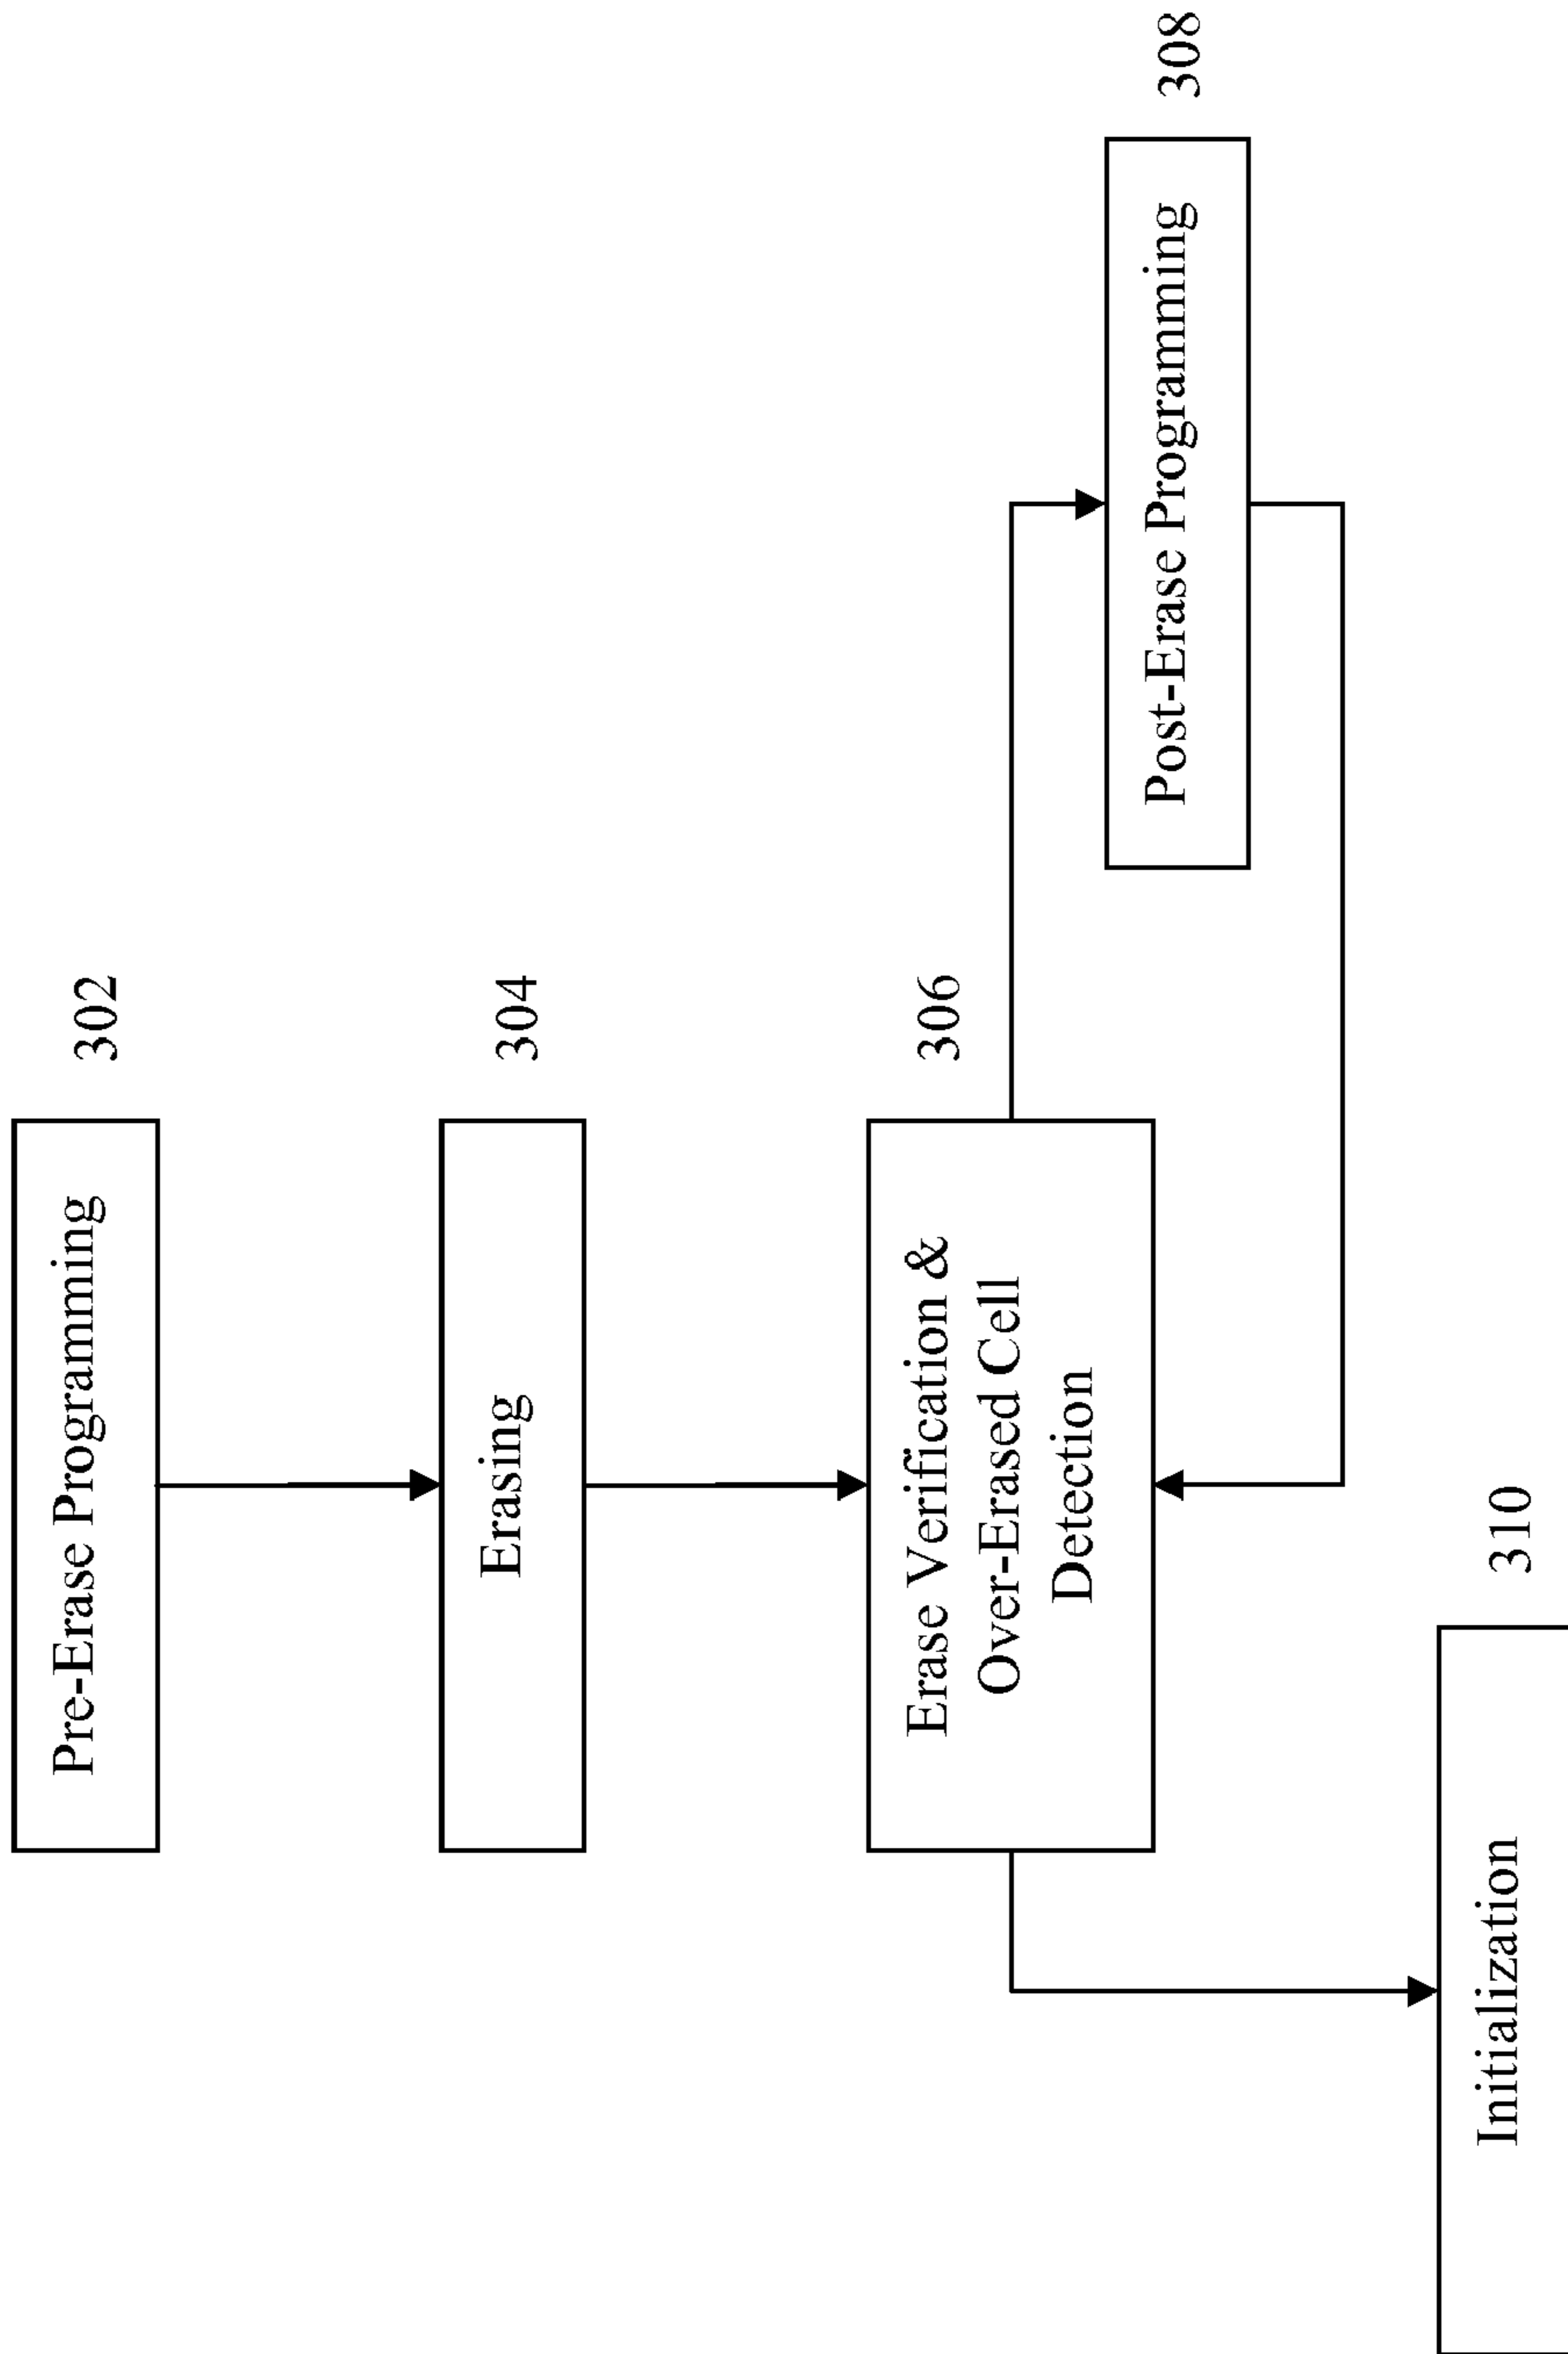 Pre-Erase Programming
302
Erasing
304
Erase Verification &
Over-Erased Cell
Detection
306
Post-Erase Programming
308
Initialization
310